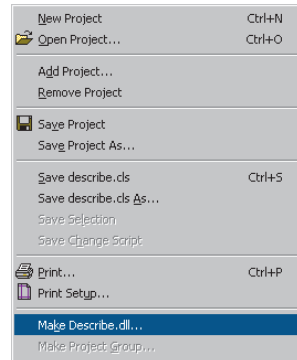 New Project Ctrl+N
Open Project... Ctrl+O
Add Project...
Remove Project
Save Project
Save Project As...
Save describe.cls Ctrl+S
Save describe.cls As...
Save Selection
Save Change Script
Print... Ctrl+P
Print Setup...
Make Describe.dll...
Make Project Group...